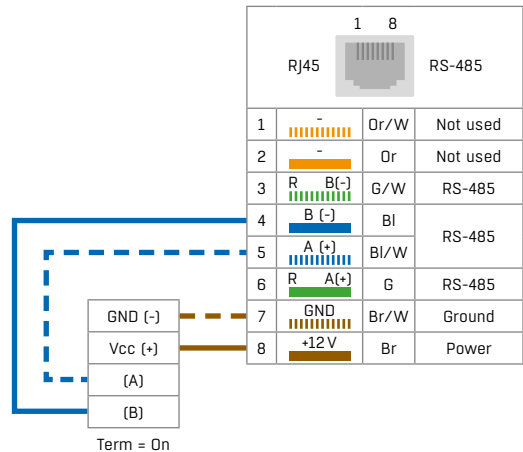 1 8
RJ45 RS-485
1 - Or/W Not used
2 - Or Not used
3 R B(-) G/W RS-485
4 B (-) Bl RS-485
5 A (+) Bl/W
6 R A(+) G RS-485
7 GND Br/W Ground
8 +12 V Br Power
GND (-)
Vcc (+)
(A)
(B)
Term = On